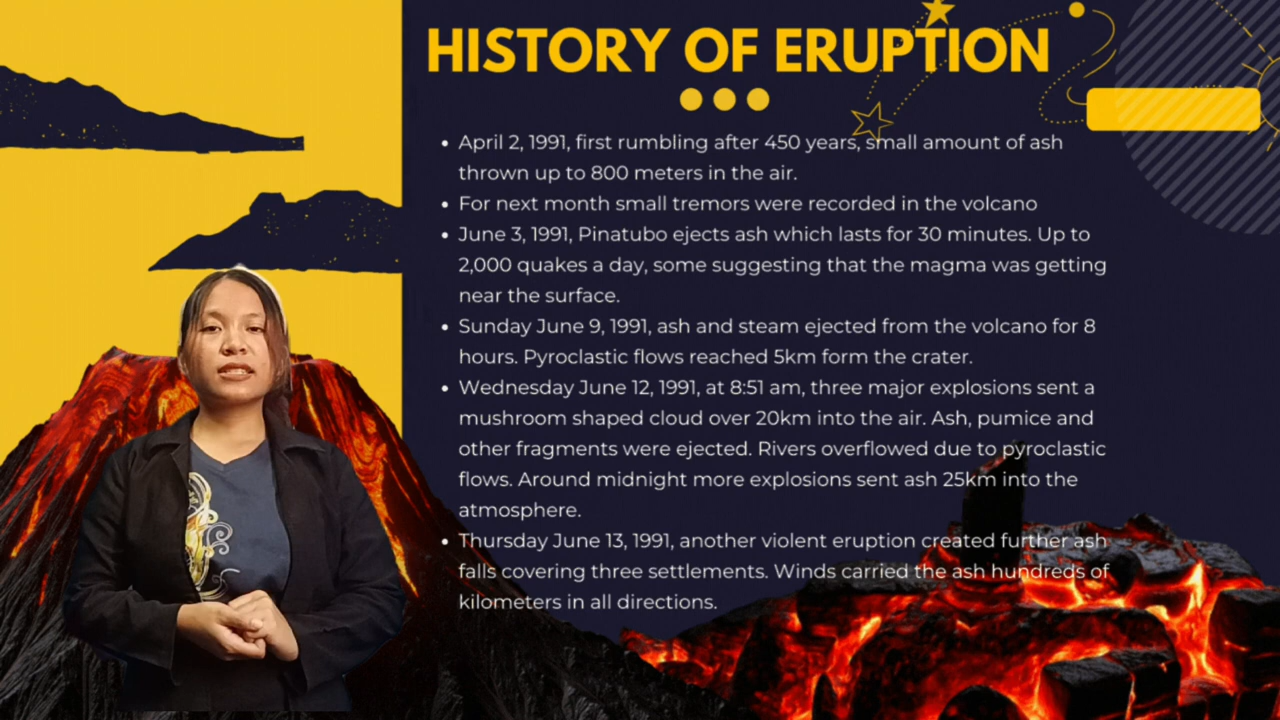 HISTORY OF ERUPTION
• April 2, 1991, first rumbling after 450 years, small amount of ash
thrown up to 800 meters in the air.
• For next month small tremors were recorded in the volcano
• June 3, 1991, Pinatubo ejects ash which lasts for 30 minutes. Up to
2,000 quakes a day, some suggesting that the magma was getting
near the surface.
• Sunday June 9, 1991, ash and steam ejected from the volcano for 8
hours. Pyroclastic flows reached 5km form the crater.
• Wednesday June 12, 1991, at 8:51 am, three major explosions sent a
mushroom shaped cloud over 20km into the air. Ash, pumice and
other fragments were ejected. Rivers overflowed due to pyroclastic
flows. Around midnight more explosions sent ash 25km into the
atmosphere.
• Thursday June 13, 1991, another violent eruption created further ash
falls covering three settlements. Winds carried the ash hundreds of
kilometers in all directions.